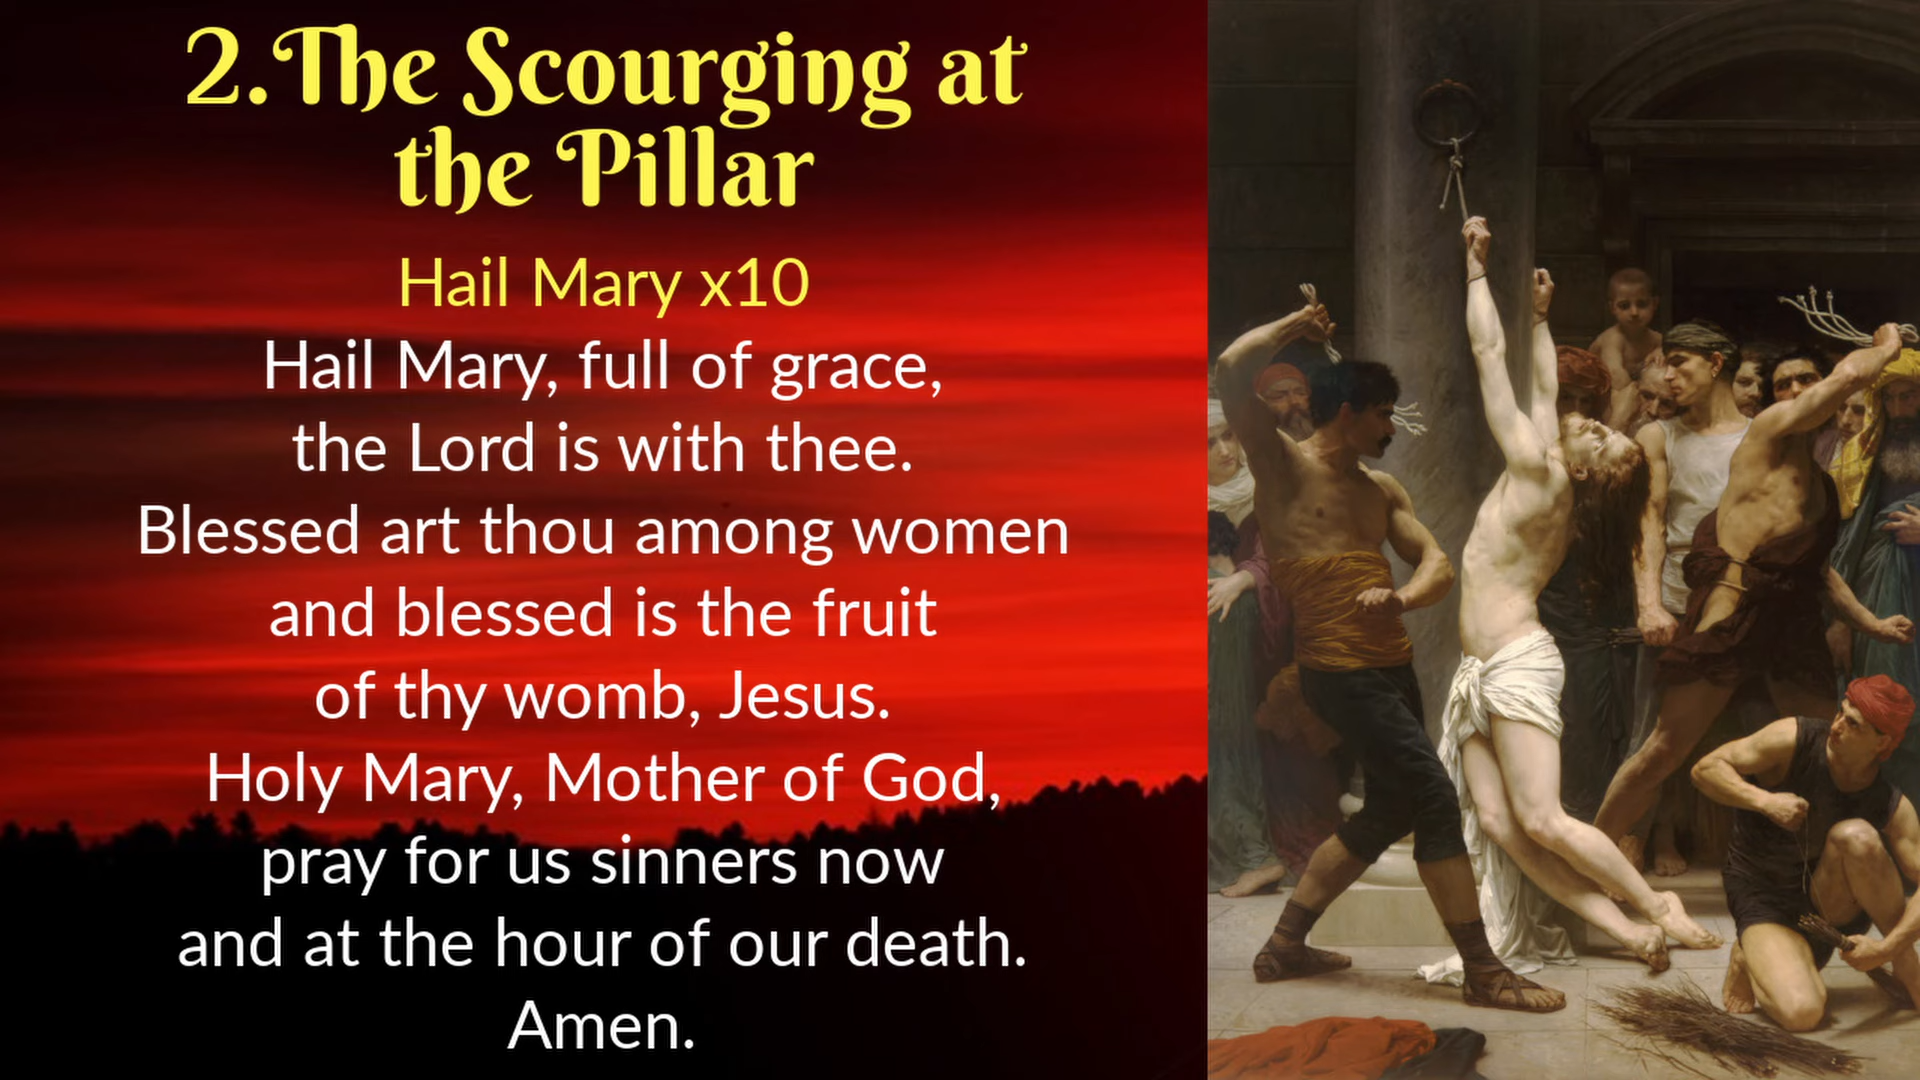 2.The Scourging at
the Pillar
Hail Mary x10
Hail Mary, full of grace,
the Lord is with thee.
Blessed art thou among women
and blessed is the fruit
of thy womb, Jesus.
Holy Mary, Mother of God,
pray for us sinners now
and at the hour of our death.
Amen.